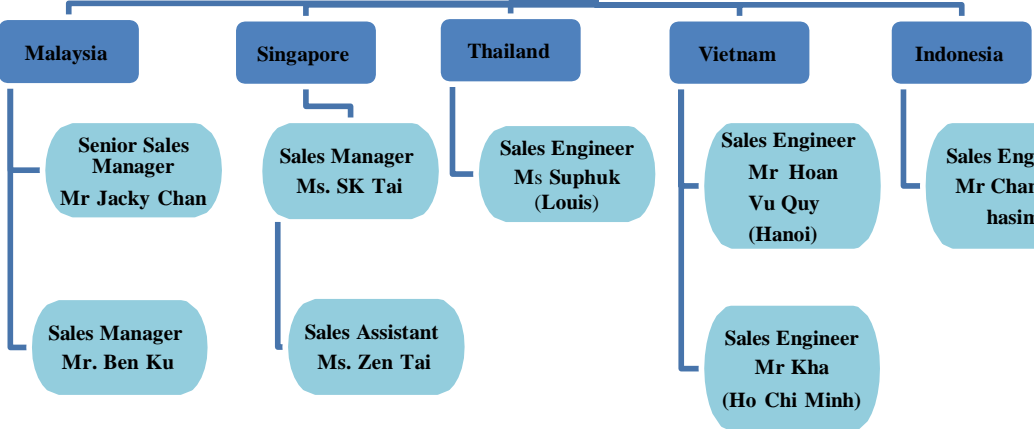 Malaysia
Singapore
Thailand
Vietnam
Indonesia
Senior Sales
Manager
Mr Jacky Chan
Sales Manager
Ms. SK Tai
Sales Engineer
Ms Suphuk
(Louis)
Sales Engineer
Mr Hoan
Vu Quy
(Hanoi)
Sales
Mr
Sales Manager
Mr. Ben Ku
Sales Assistant
Ms. Zen Tai
Sales Engineer
Mr Kha
(Ho Chi Minh)